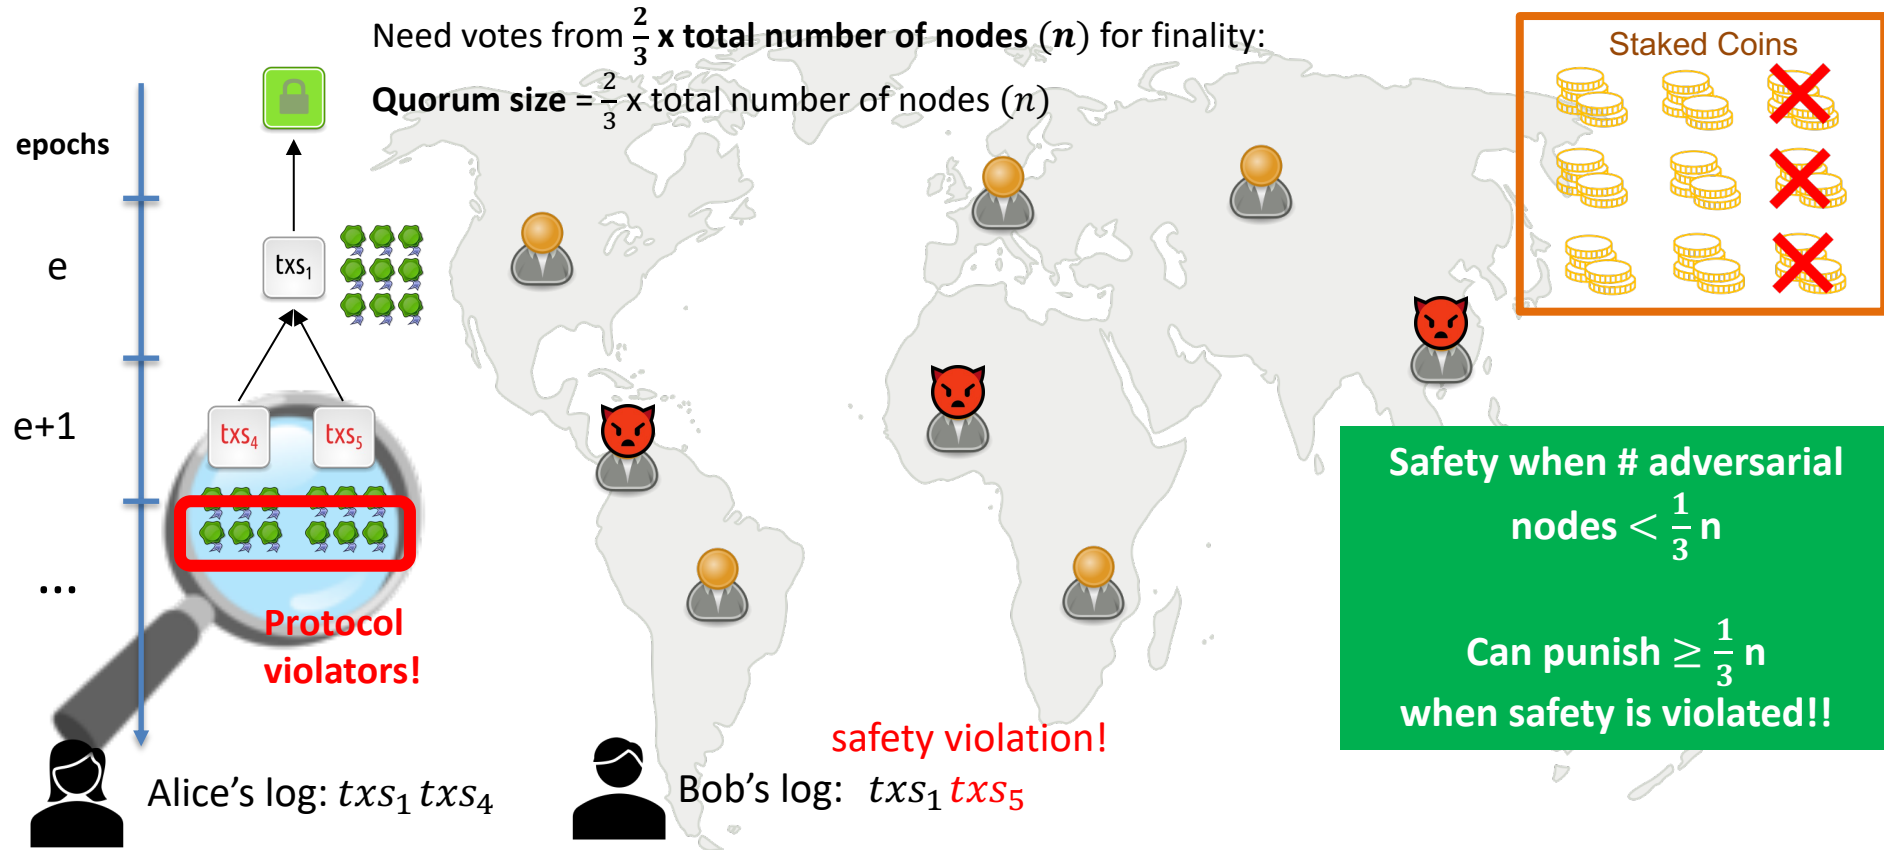 Need votes from 2/3 x total number of nodes (n) for finality:
Quorum size = 2/3 x total number of nodes (n)
Staked Coins
epochs
e
txs₁
e+1
txs₄ txs₅
...
Protocol
violators!
Safety when # adversarial
nodes < 1/3 n
Can punish ≥ 1/3 n
when safety is violated!!
safety violation!
Alice’s log: txs₁ txs₄
Bob’s log: txs₁ txs₅